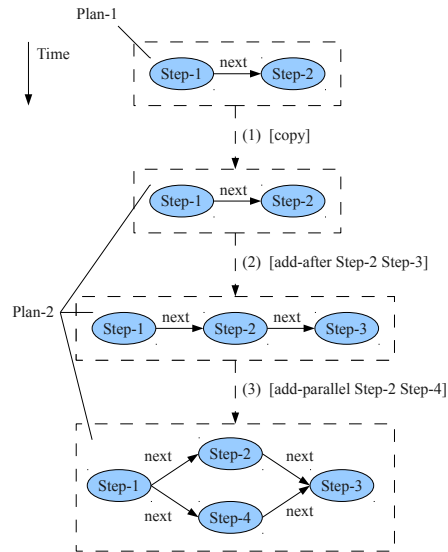 Plan-1
Time
Step-1 next Step-2
(1) [copy]
Step-1 next Step-2
(2) [add-after Step-2 Step-3]
Plan-2
Step-1 next Step-2 next Step-3
(3) [add-parallel Step-2 Step-4]
Step-2
next next
Step-1 Step-3
next next
Step-4